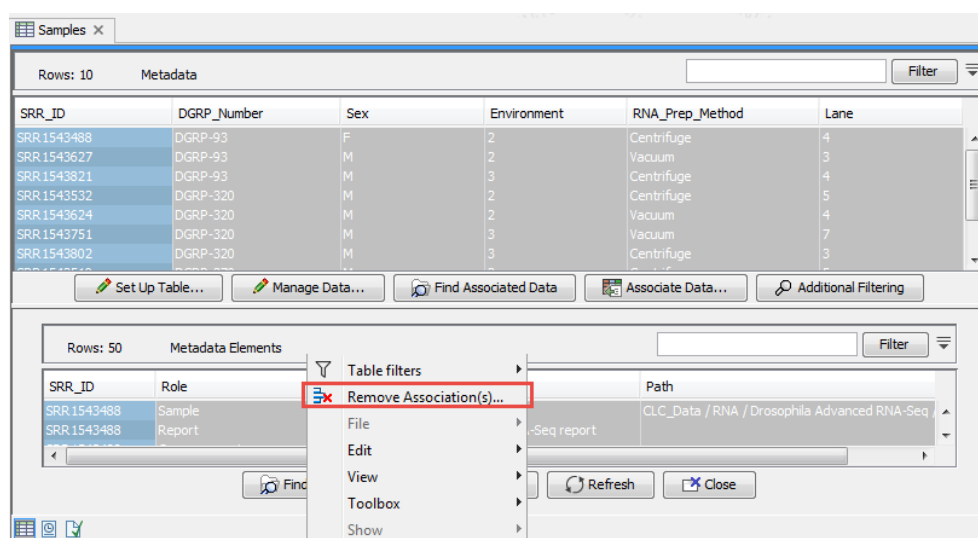 Samples
Rows: 10 Metadata Filter
SRR_ID DGRP_Number Sex Environment RNA_Prep_Method Lane
SRR1543488 DGRP-93 F 2 Centrifuge 4
SRR1543627 DGRP-93 M 2 Vacuum 3
SRR1543821 DGRP-93 M 3 Centrifuge 4
SRR1543532 DGRP-320 M 2 Centrifuge 5
SRR1543624 DGRP-320 M 2 Vacuum 4
SRR1543751 DGRP-320 M 3 Vacuum 7
SRR1543802 DGRP-320 M 3 Centrifuge 3
Set Up Table... Manage Data... Find Associated Data Associate Data... Additional Filtering
Rows: 50 Metadata Elements Filter
SRR_ID Role Path
SRR1543488 Sample CLC_Data / RNA / Drosophila Advanced RNA-Seq /
SRR1543488 Report -Seq report
Find Refresh Close
Table filters
Remove Association(s)...
File
Edit
View
Toolbox
Show